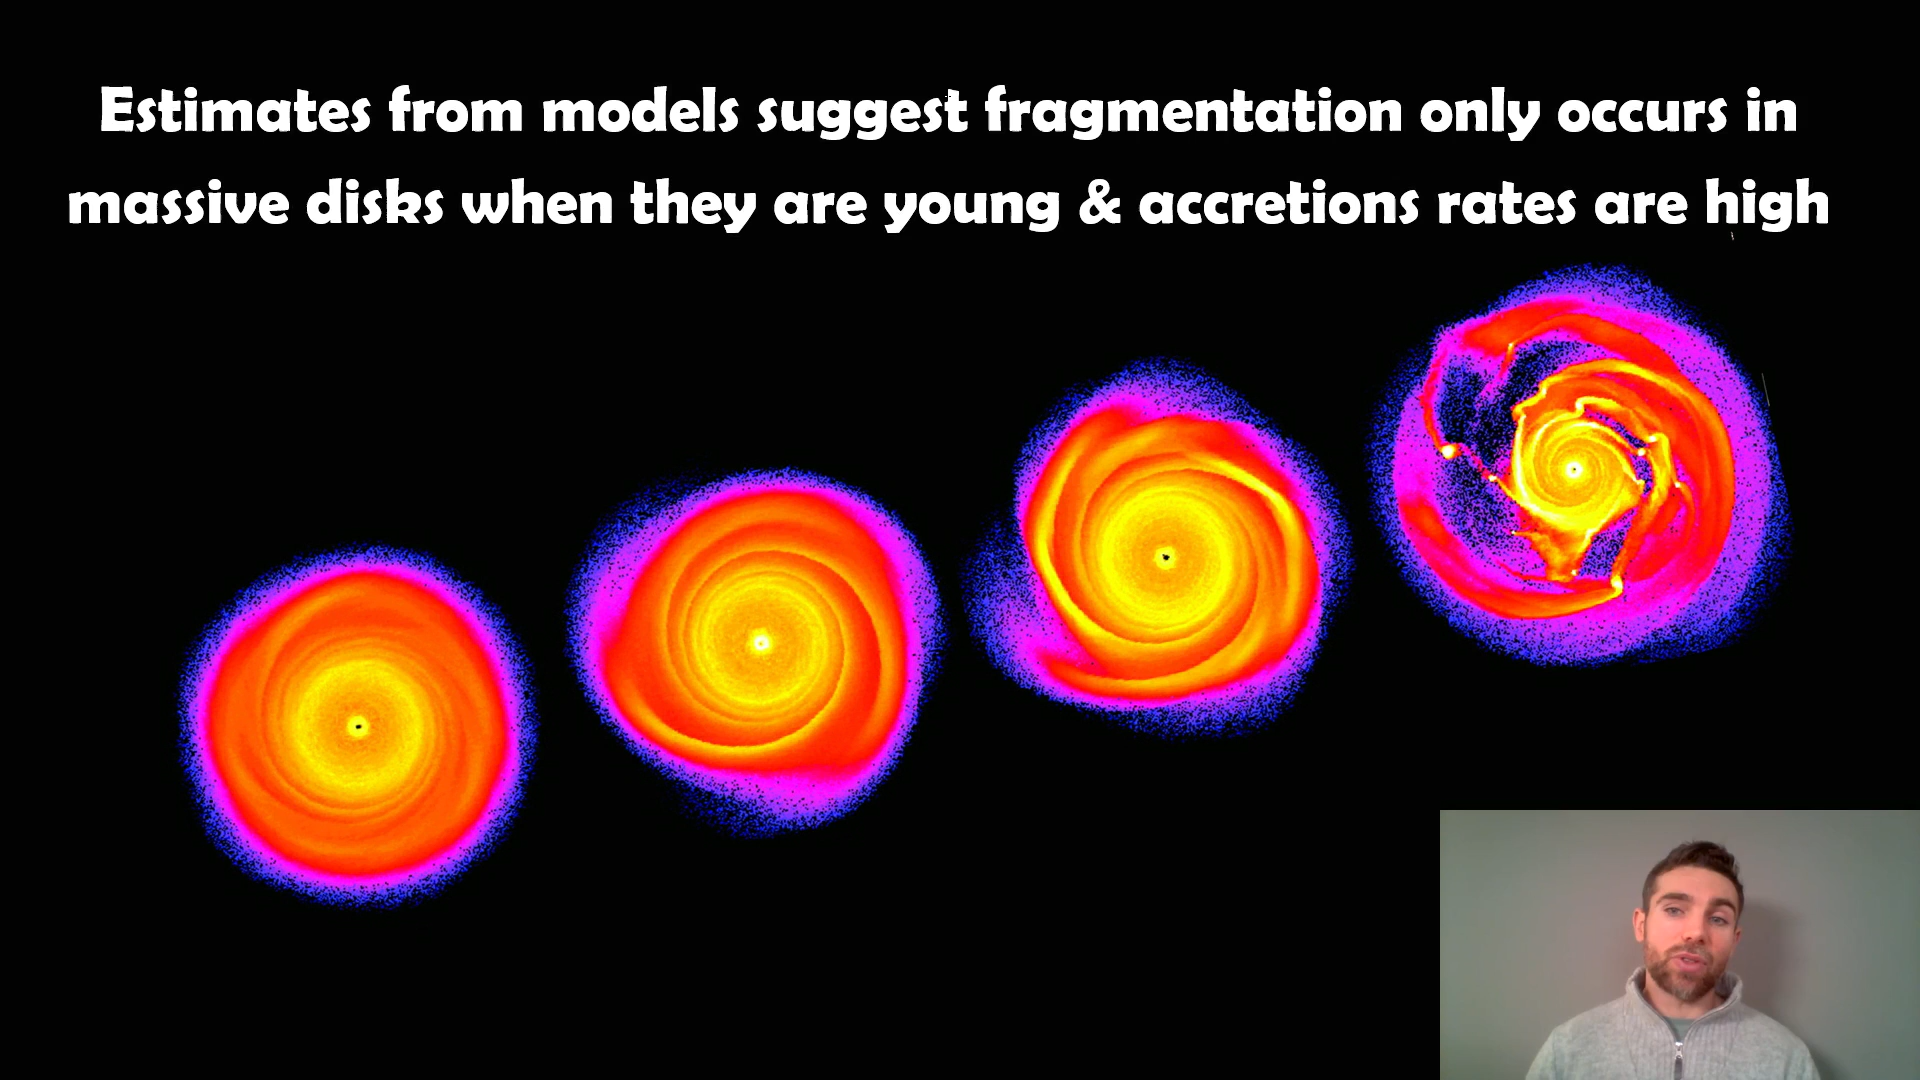 Estimates from models suggest fragmentation only occurs in
massive disks when they are young & accretions rates are high